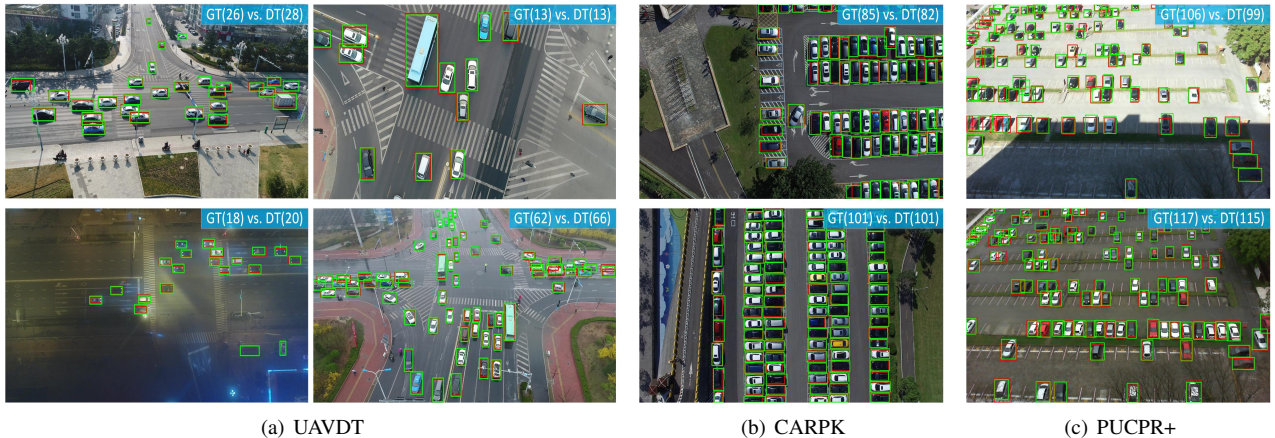 GT(26) vs. DT(28)
GT(13) vs. DT(13)
GT(85) vs. DT(82)
GT(106) vs. DT(99)
GT(18) vs. DT(20)
GT(62) vs. DT(66)
GT(101) vs. DT(101)
GT(117) vs. DT(115)
(a) UAVDT
(b) CARPK
(c) PUCPR+